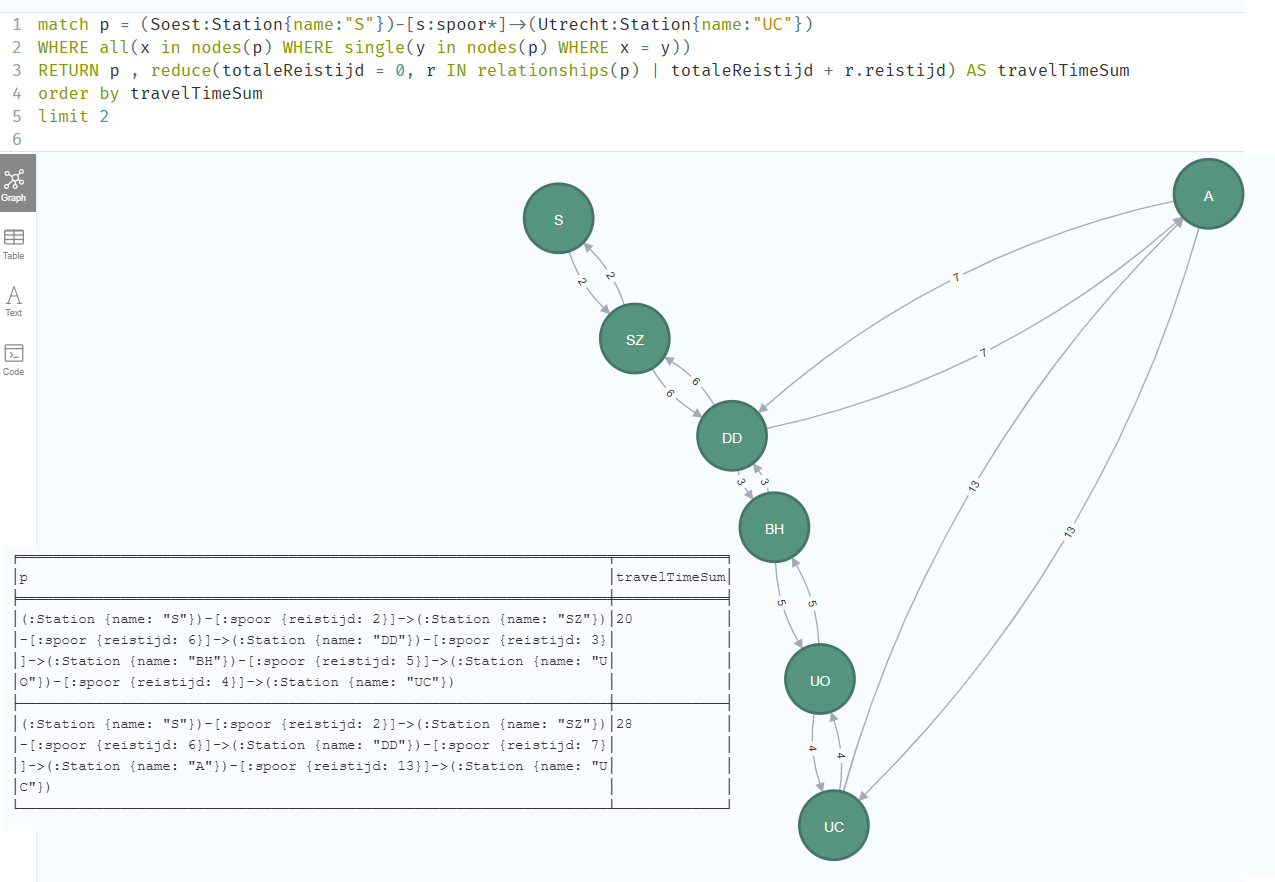 1 match p = (Soest:Station{name:"S"})-[s:spoor*]->(Utrecht:Station{name:"UC"})
2 WHERE all(x in nodes(p) WHERE single(y in nodes(p) WHERE x = y))
3 RETURN p , reduce(totaleReistijd = 0, r IN relationships(p) | totaleReistijd + r.reistijd) AS travelTimeSum
4 order by travelTimeSum
5 limit 2
6
Graph
Table
Text
Code
A
S
2
2
7
SZ
7
6
6
DD
3
3
13
BH
13
5
5
UO
4
4
UC
p travelTimeSum
(:Station {name: "S"})-[:spoor {reistijd: 2}]->(:Station {name: "SZ"}) 20
-[:spoor {reistijd: 6}]->(:Station {name: "DD"})-[:spoor {reistijd: 3}
]->(:Station {name: "BH"})-[:spoor {reistijd: 5}]->(:Station {name: "U
O"})-[:spoor {reistijd: 4}]->(:Station {name: "UC"})
(:Station {name: "S"})-[:spoor {reistijd: 2}]->(:Station {name: "SZ"}) 28
-[:spoor {reistijd: 6}]->(:Station {name: "DD"})-[:spoor {reistijd: 7}
]->(:Station {name: "A"})-[:spoor {reistijd: 13}]->(:Station {name: "U
C"})